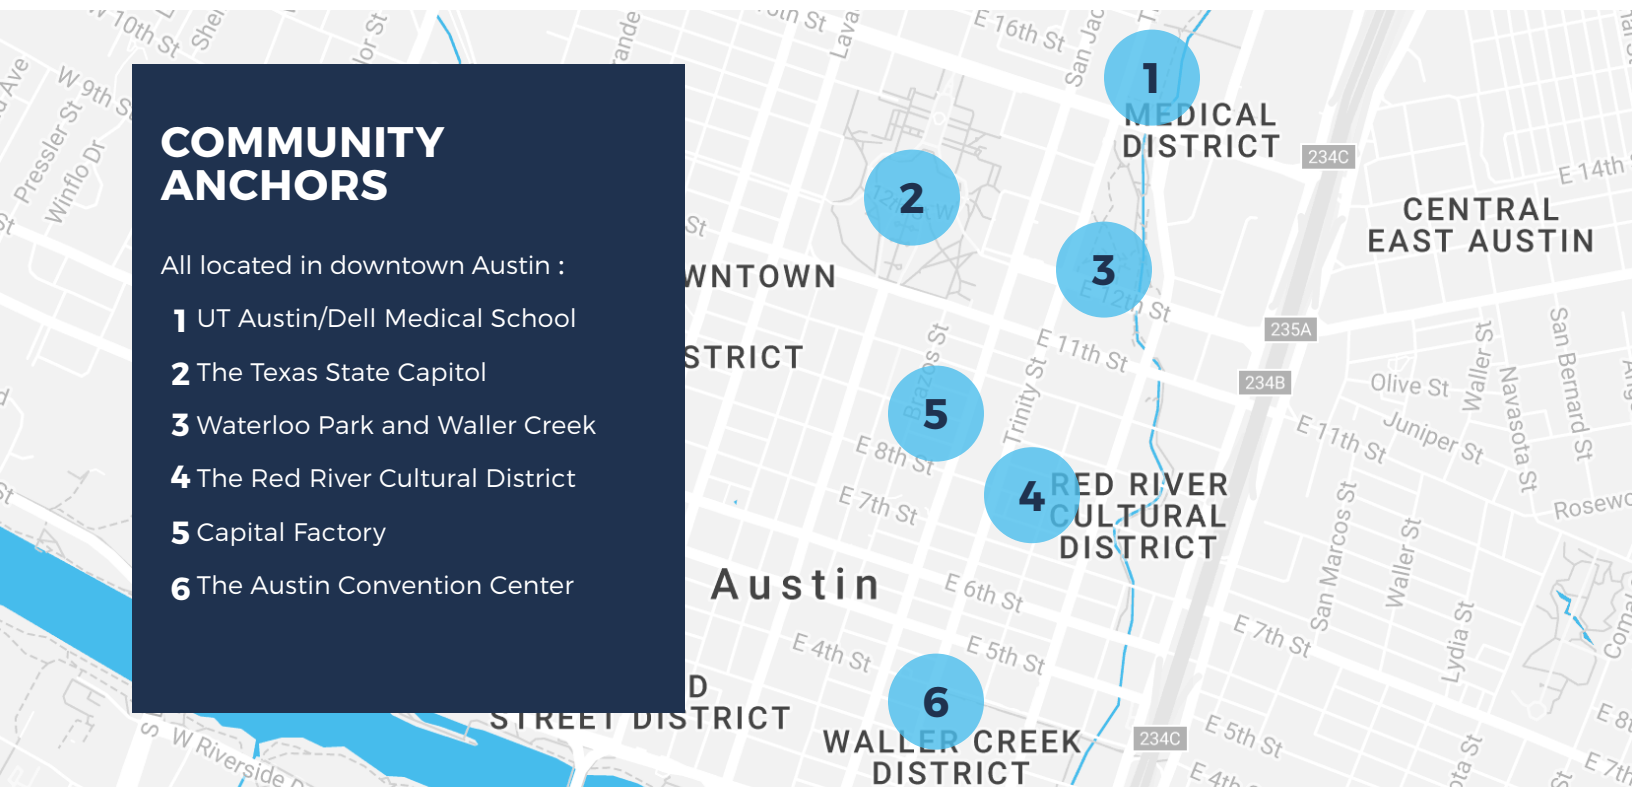 COMMUNITY
ANCHORS
All located in downtown Austin :
1 UT Austin/Dell Medical School
2 The Texas State Capitol
3 Waterloo Park and Waller Creek
4 The Red River Cultural District
5 Capital Factory
6 The Austin Convention Center
W 10th St
W 9th St
Pressler St
Winflo Dr
E 16th St
1
MEDICAL
DISTRICT
234C
E 14th
2
12th St W
CENTRAL
EAST AUSTIN
St
WNTOWN
3
E 12th St
235A
STRICT
Brazos St
E 11th St
Trinity St
234B
Olive St
Waller St
Navasota St
San Bernard St
5
E 8th St
E 11th St
Juniper St
E 7th St
4
RED RIVER
CULTURAL
DISTRICT
San Marcos St
Waller St
Rosewo
Austin
E 6th St
E 7th St
Lydia St
E 4th St
E 5th St
D
STREET DISTRICT
6
WALLER CREEK
DISTRICT
234C
E 5th St
E 4th
E 7th
S
W Riverside D